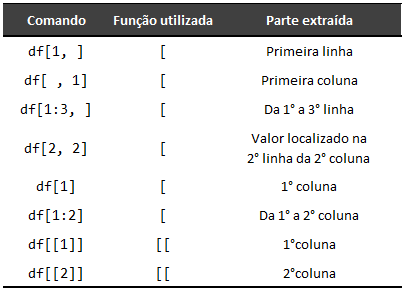 Comando Função utilizada Parte extraída
df[1, ] [ Primeira linha
df[ , 1] [ Primeira coluna
df[1:3, ] [ Da 1° a 3° linha
df[2, 2] [ Valor localizado na
2° linha da 2° coluna
df[1] [ 1° coluna
df[1:2] [ Da 1° a 2° coluna
df[[1]] [[ 1°coluna
df[[2]] [[ 2°coluna